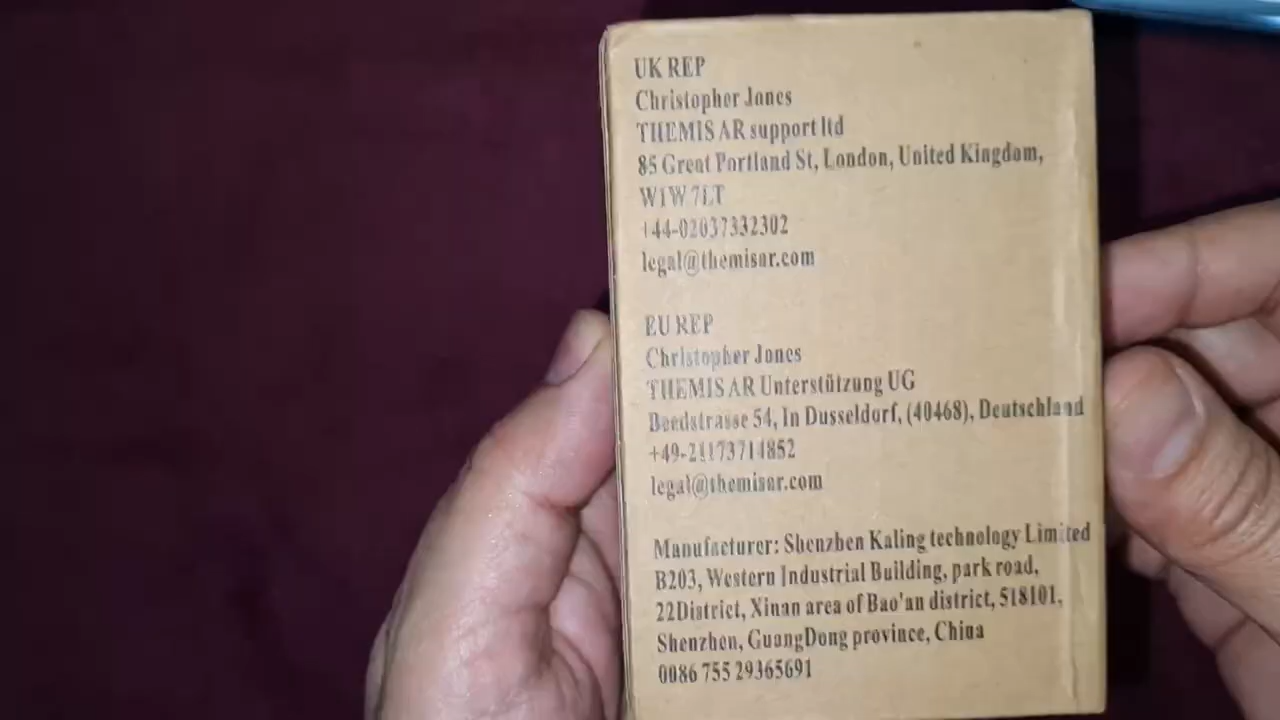 UK REP
Christopher Jones
THEMIS AR support ltd
85 Great Portland St, London, United Kingdom,
W1W 7LT
+44-02037332302
legal@themisar.com
EU REP
Christopher Jones
THEMIS AR Unterstützung UG
54, In Dusseldorf, (40468), Deutschland
+49-21173714852
legal@themisar.com
Manufacturer: Shenzhen Kaling technology Limited
B203, Western Industrial Building, park road,
22District, Xinan area of Bao'an district, 518101,
Shenzhen, GuangDong province, China
0086 755 29365691